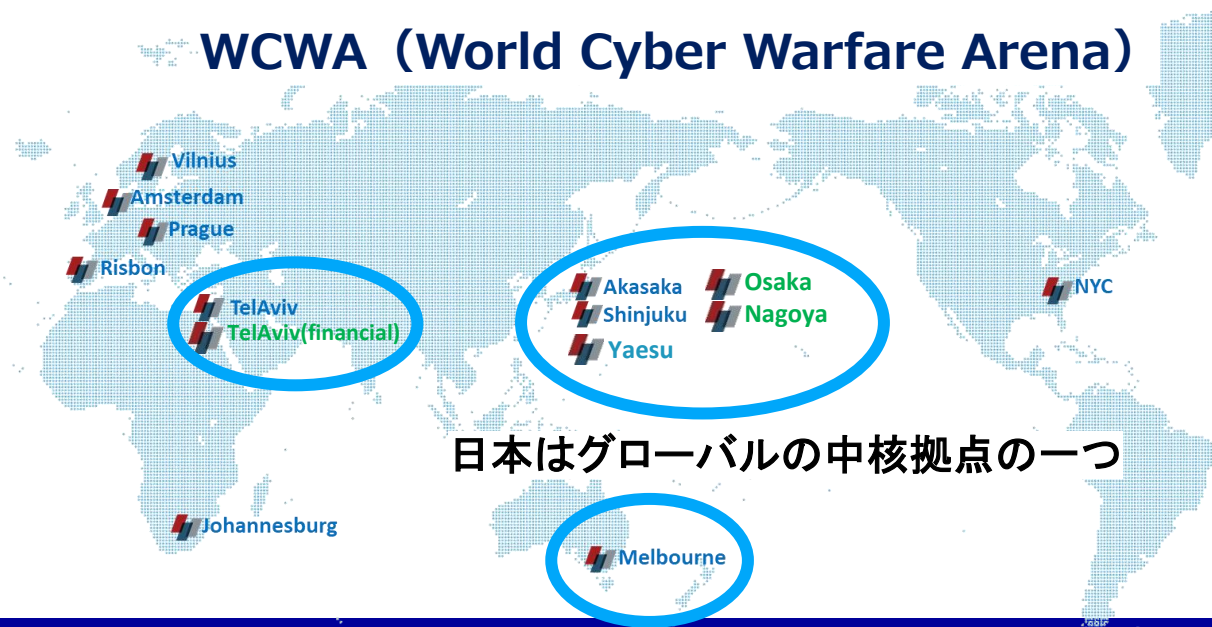 WCWA（World Cyber Warfare Arena）
Vilnius
Amsterdam
Prague
Risbon
TelAviv
TelAviv(financial)
Akasaka
Osaka
Shinjuku
Nagoya
Yaesu
NYC
日本はグローバルの中核拠点の一つ
Johannesburg
Melbourne